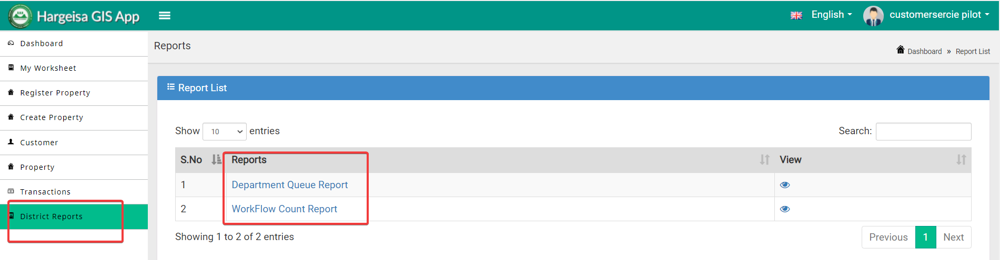 Hargeisa GIS App
English
customersercie pilot
Dashboard
My Worksheet
Register Property
Create Property
Customer
Property
Transactions
District Reports
Reports
Dashboard » Report List
Report List
Show 10 entries
Search:
S.No Reports View
1 Department Queue Report
2 WorkFlow Count Report
Showing 1 to 2 of 2 entries
Previous 1 Next